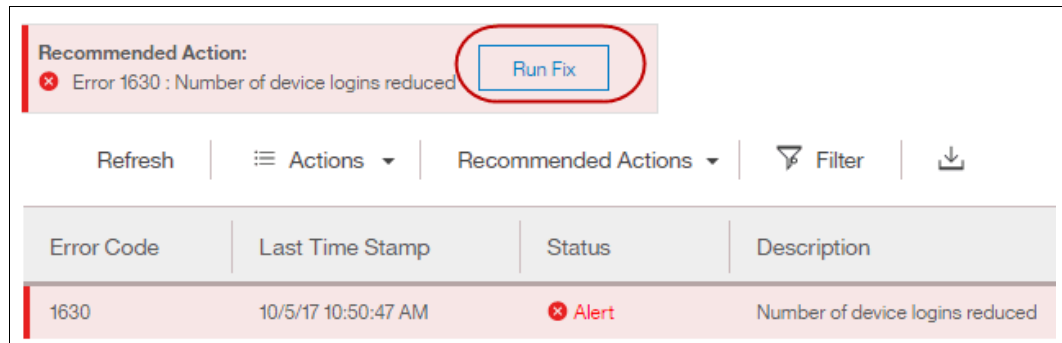 Recommended Action:
Error 1630 : Number of device logins reduced
Run Fix
Refresh Actions Recommended Actions Filter
Error Code Last Time Stamp Status Description
1630 10/5/17 10:50:47 AM Alert Number of device logins reduced